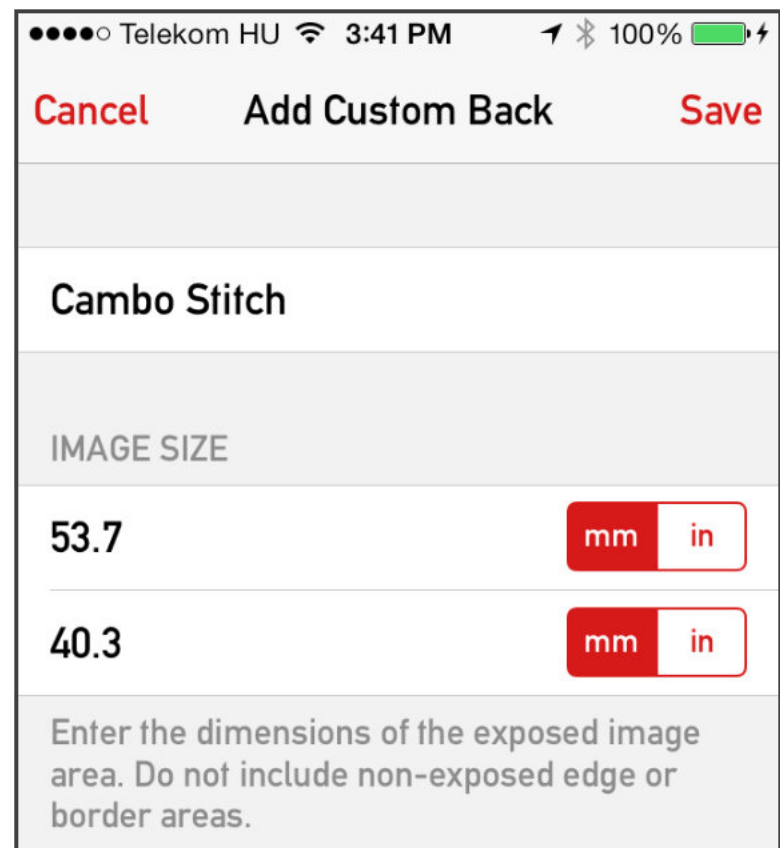 Telekom HU 3:41 PM 100%
Cancel Add Custom Back Save
Cambo Stitch
IMAGE SIZE
53.7 mm in
40.3 mm in
Enter the dimensions of the exposed image
area. Do not include non-exposed edge or
border areas.